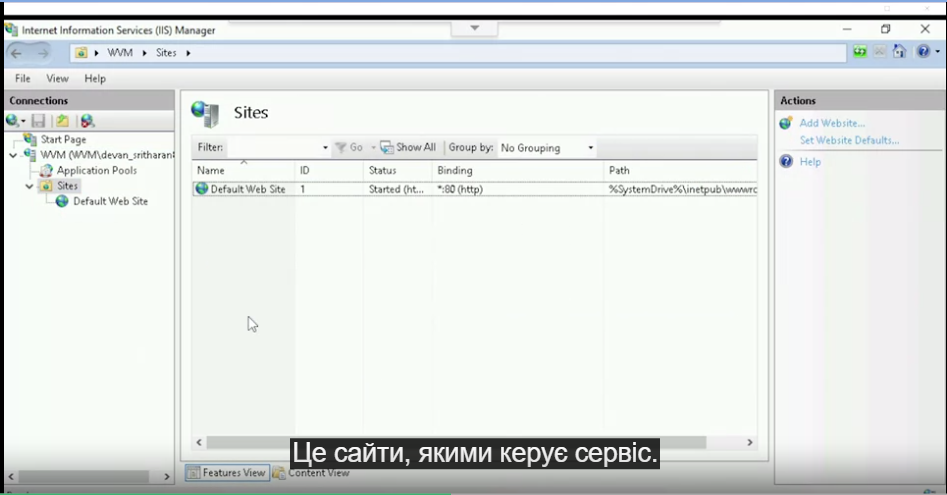 Internet Information Services (IIS) Manager
WVM Sites
File View Help
Connections
Start Page
WVM (WVM\devan_sritharan
Application Pools
Sites
Default Web Site
Sites
Filter: Go Show All Group by: No Grouping
Name ID Status Binding Path
Default Web Site 1 Started (ht... *:80 (http) %SystemDrive%\inetpub\wwwro
Actions
Add Website...
Set Website Defaults...
Help
Це сайти, якими керує сервіс.
Features View Content View